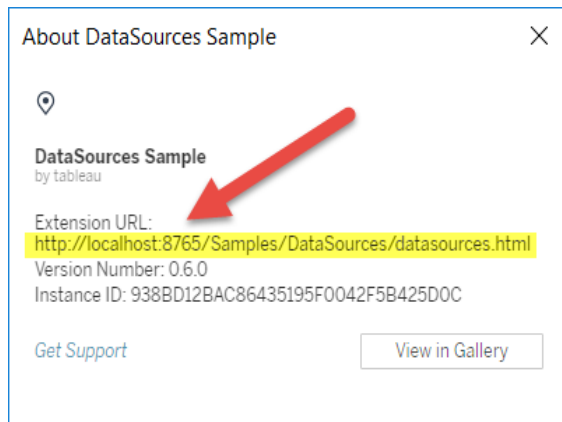 About DataSources Sample
DataSources Sample
by tableau
Extension URL:
http://localhost:8765/Samples/DataSources/datasources.html
Version Number: 0.6.0
Instance ID: 938BD12BAC86435195F0042F5B425D0C
Get Support
View in Gallery